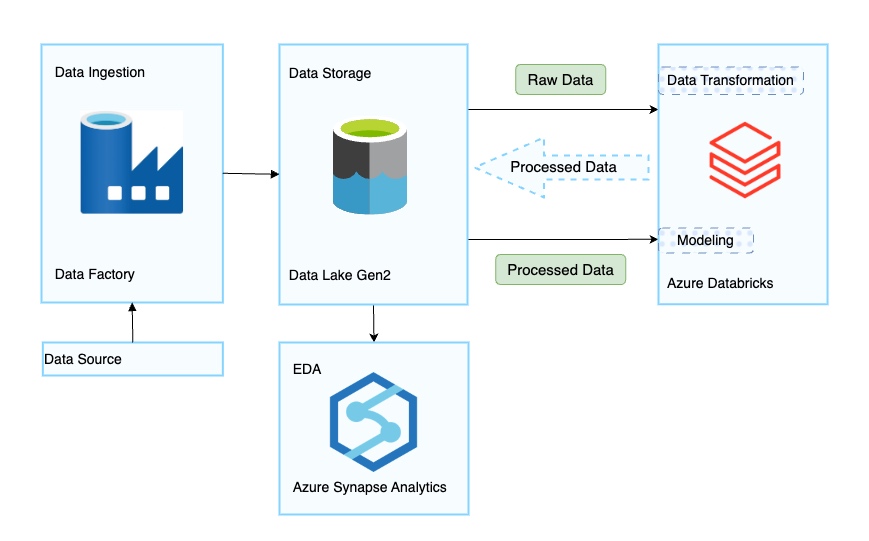 Data Ingestion
Data Factory
Data Source
Data Storage
Data Lake Gen2
EDA
Azure Synapse Analytics
Raw Data
Processed Data
Processed Data
Data Transformation
Modeling
Azure Databricks